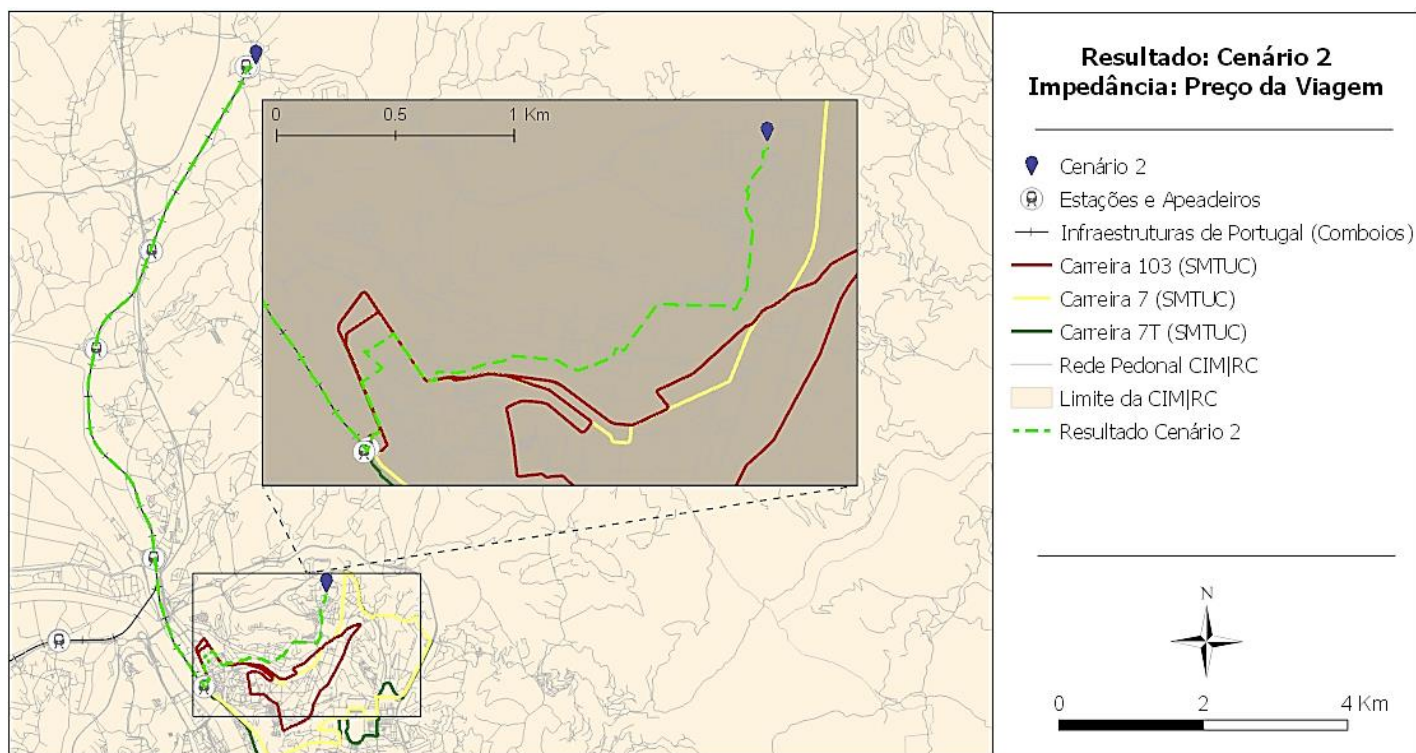 0 0.5 1 Km
Resultado: Cenário 2
Impedância: Preço da Viagem
Cenário 2
Estações e Apeadeiros
Infraestruturas de Portugal (Comboios)
Carreira 103 (SMTUC)
Carreira 7 (SMTUC)
Carreira 7T (SMTUC)
Rede Pedonal CIM|RC
Limite da CIM|RC
Resultado Cenário 2
N
0 2 4 Km